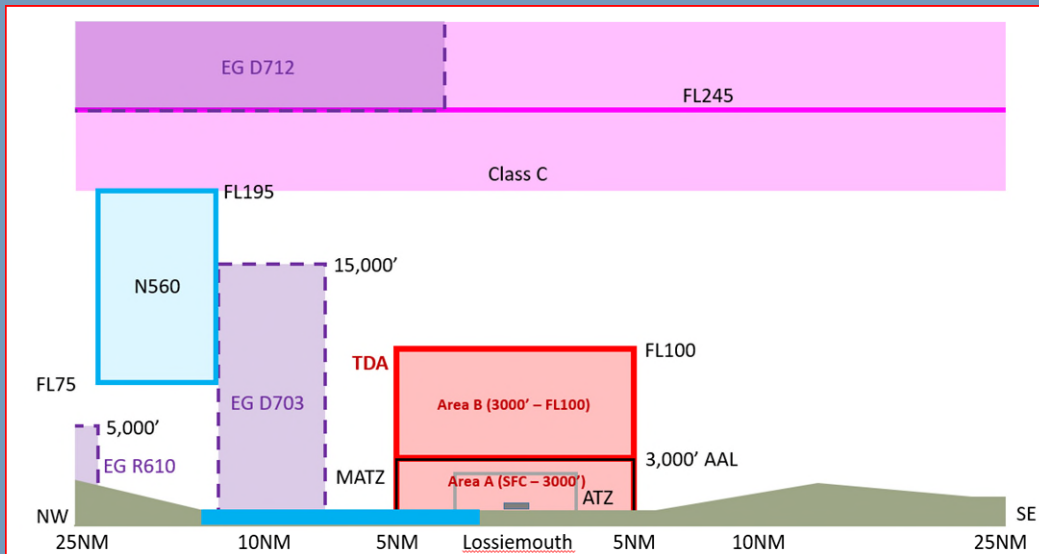 EG D712
FL245
Class C
FL195
N560
15,000’
TDA
FL100
FL75
EG D703
Area B (3000’ – FL100)
5,000’
EG R610
MATZ
3,000’ AAL
Area A (SFC – 3000’)
ATZ
NW
SE
25NM
10NM
5NM
Lossiemouth
5NM
10NM
25NM